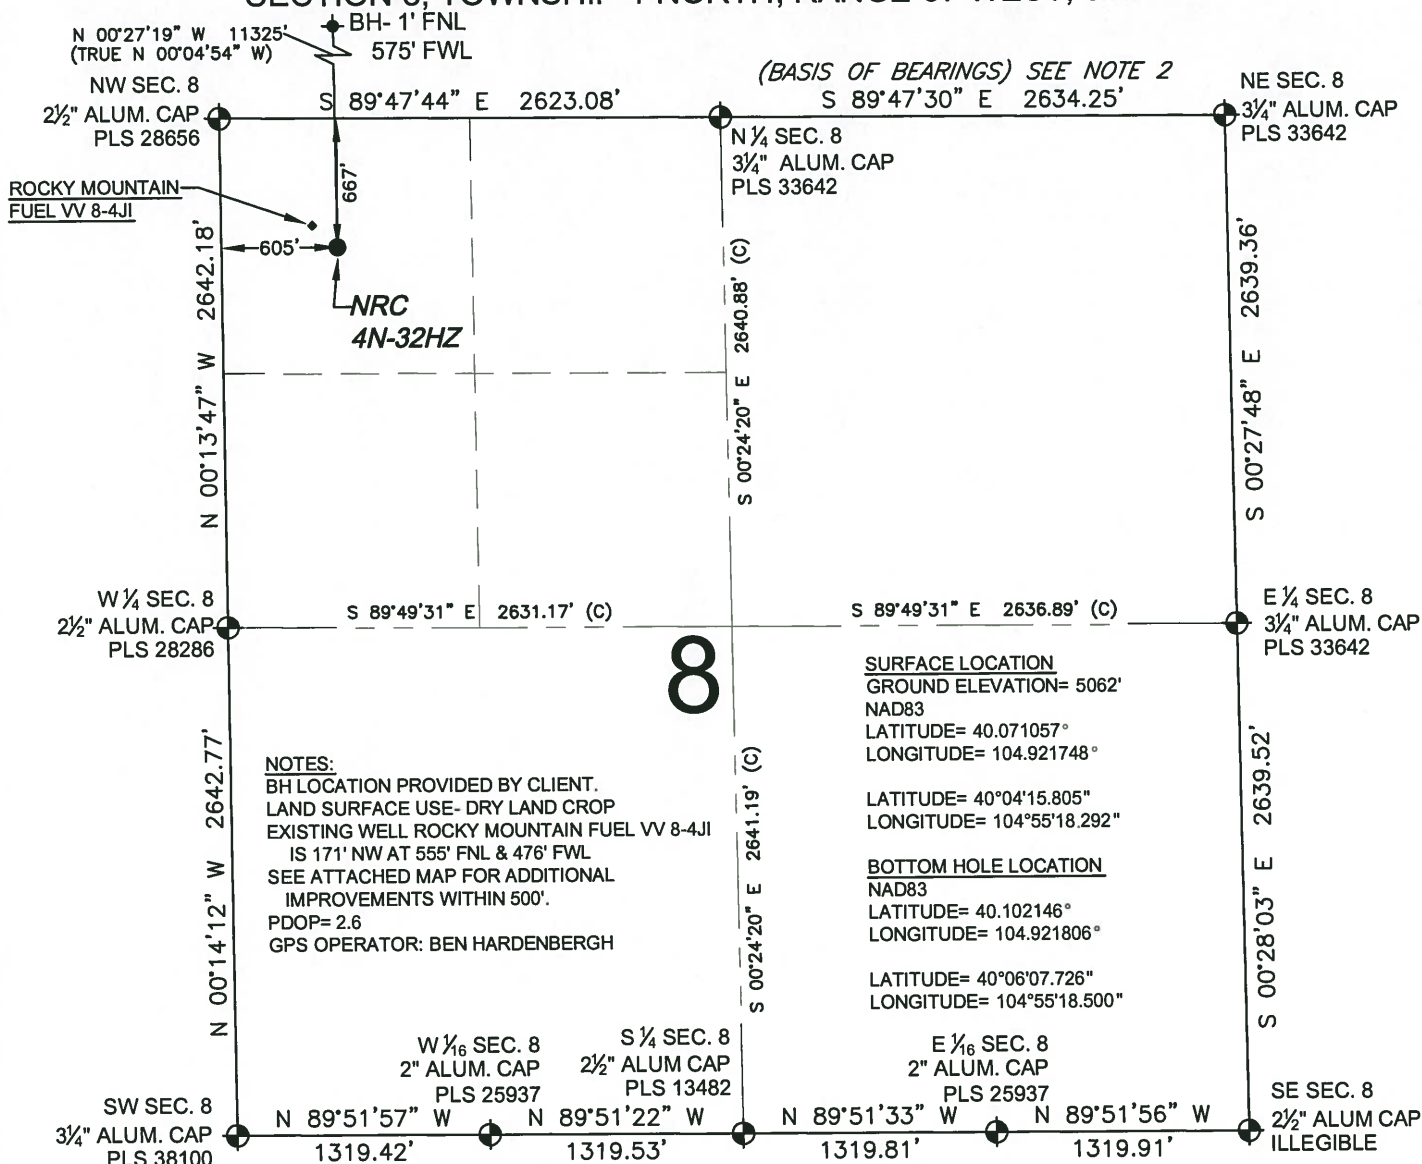 N 00°27'19" W 11325'
(TRUE N 00°04'54" W)
BH- 1' FNL
575' FWL
(BASIS OF BEARINGS) SEE NOTE 2
NW SEC. 8
2½" ALUM. CAP
PLS 28656
S 89°47'44" E 2623.08'
S 89°47'30" E 2634.25'
NE SEC. 8
3¼" ALUM. CAP
PLS 33642
N ¼ SEC. 8
3¼" ALUM. CAP
PLS 33642
ROCKY MOUNTAIN
FUEL VV 8-4JI
667'
605'
NRC
4N-32HZ
N 00°13'47" W 2642.18'
S 00°24'20" E 2640.88' (C)
S 00°27'48" E 2639.36'
W ¼ SEC. 8
2½" ALUM. CAP
PLS 28286
S 89°49'31" E 2631.17' (C)
S 89°49'31" E 2636.89' (C)
E ¼ SEC. 8
3¼" ALUM. CAP
PLS 33642
8
SURFACE LOCATION
GROUND ELEVATION= 5062'
NAD83
LATITUDE= 40.071057°
LONGITUDE= 104.921748°
LATITUDE= 40°04'15.805"
LONGITUDE= 104°55'18.292"
BOTTOM HOLE LOCATION
NAD83
LATITUDE= 40.102146°
LONGITUDE= 104.921806°
LATITUDE= 40°06'07.726"
LONGITUDE= 104°55'18.500"
NOTES:
BH LOCATION PROVIDED BY CLIENT.
LAND SURFACE USE- DRY LAND CROP
EXISTING WELL ROCKY MOUNTAIN FUEL VV 8-4JI
IS 171' NW AT 555' FNL & 476' FWL
SEE ATTACHED MAP FOR ADDITIONAL
IMPROVEMENTS WITHIN 500'.
PDOP= 2.6
GPS OPERATOR: BEN HARDENBERGH
N 00°14'12" W 2642.77'
S 00°24'20" E 2641.19' (C)
S 00°28'03" E 2639.52'
SW SEC. 8
3¼" ALUM. CAP
PLS 38100
W 1⁄16 SEC. 8
2" ALUM. CAP
PLS 25937
S ¼ SEC. 8
2½" ALUM CAP
PLS 13482
E 1⁄16 SEC. 8
2" ALUM. CAP
PLS 25937
SE SEC. 8
2½" ALUM CAP
ILLEGIBLE
N 89°51'57" W
1319.42'
N 89°51'22" W
1319.53'
N 89°51'33" W
1319.81'
N 89°51'56" W
1319.91'